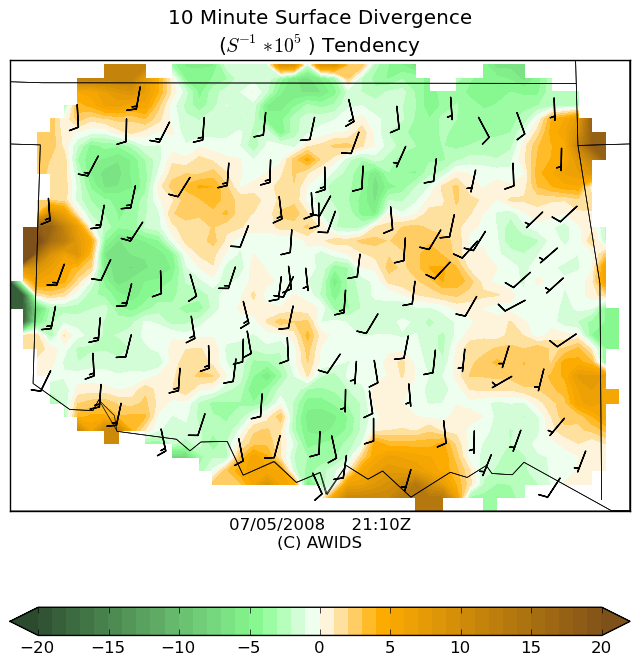 10 Minute Surface Divergence
(S⁻¹ * 10⁵ ) Tendency
07/05/2008 21:10Z
(C) AWIDS
−20 −15 −10 −5 0 5 10 15 20